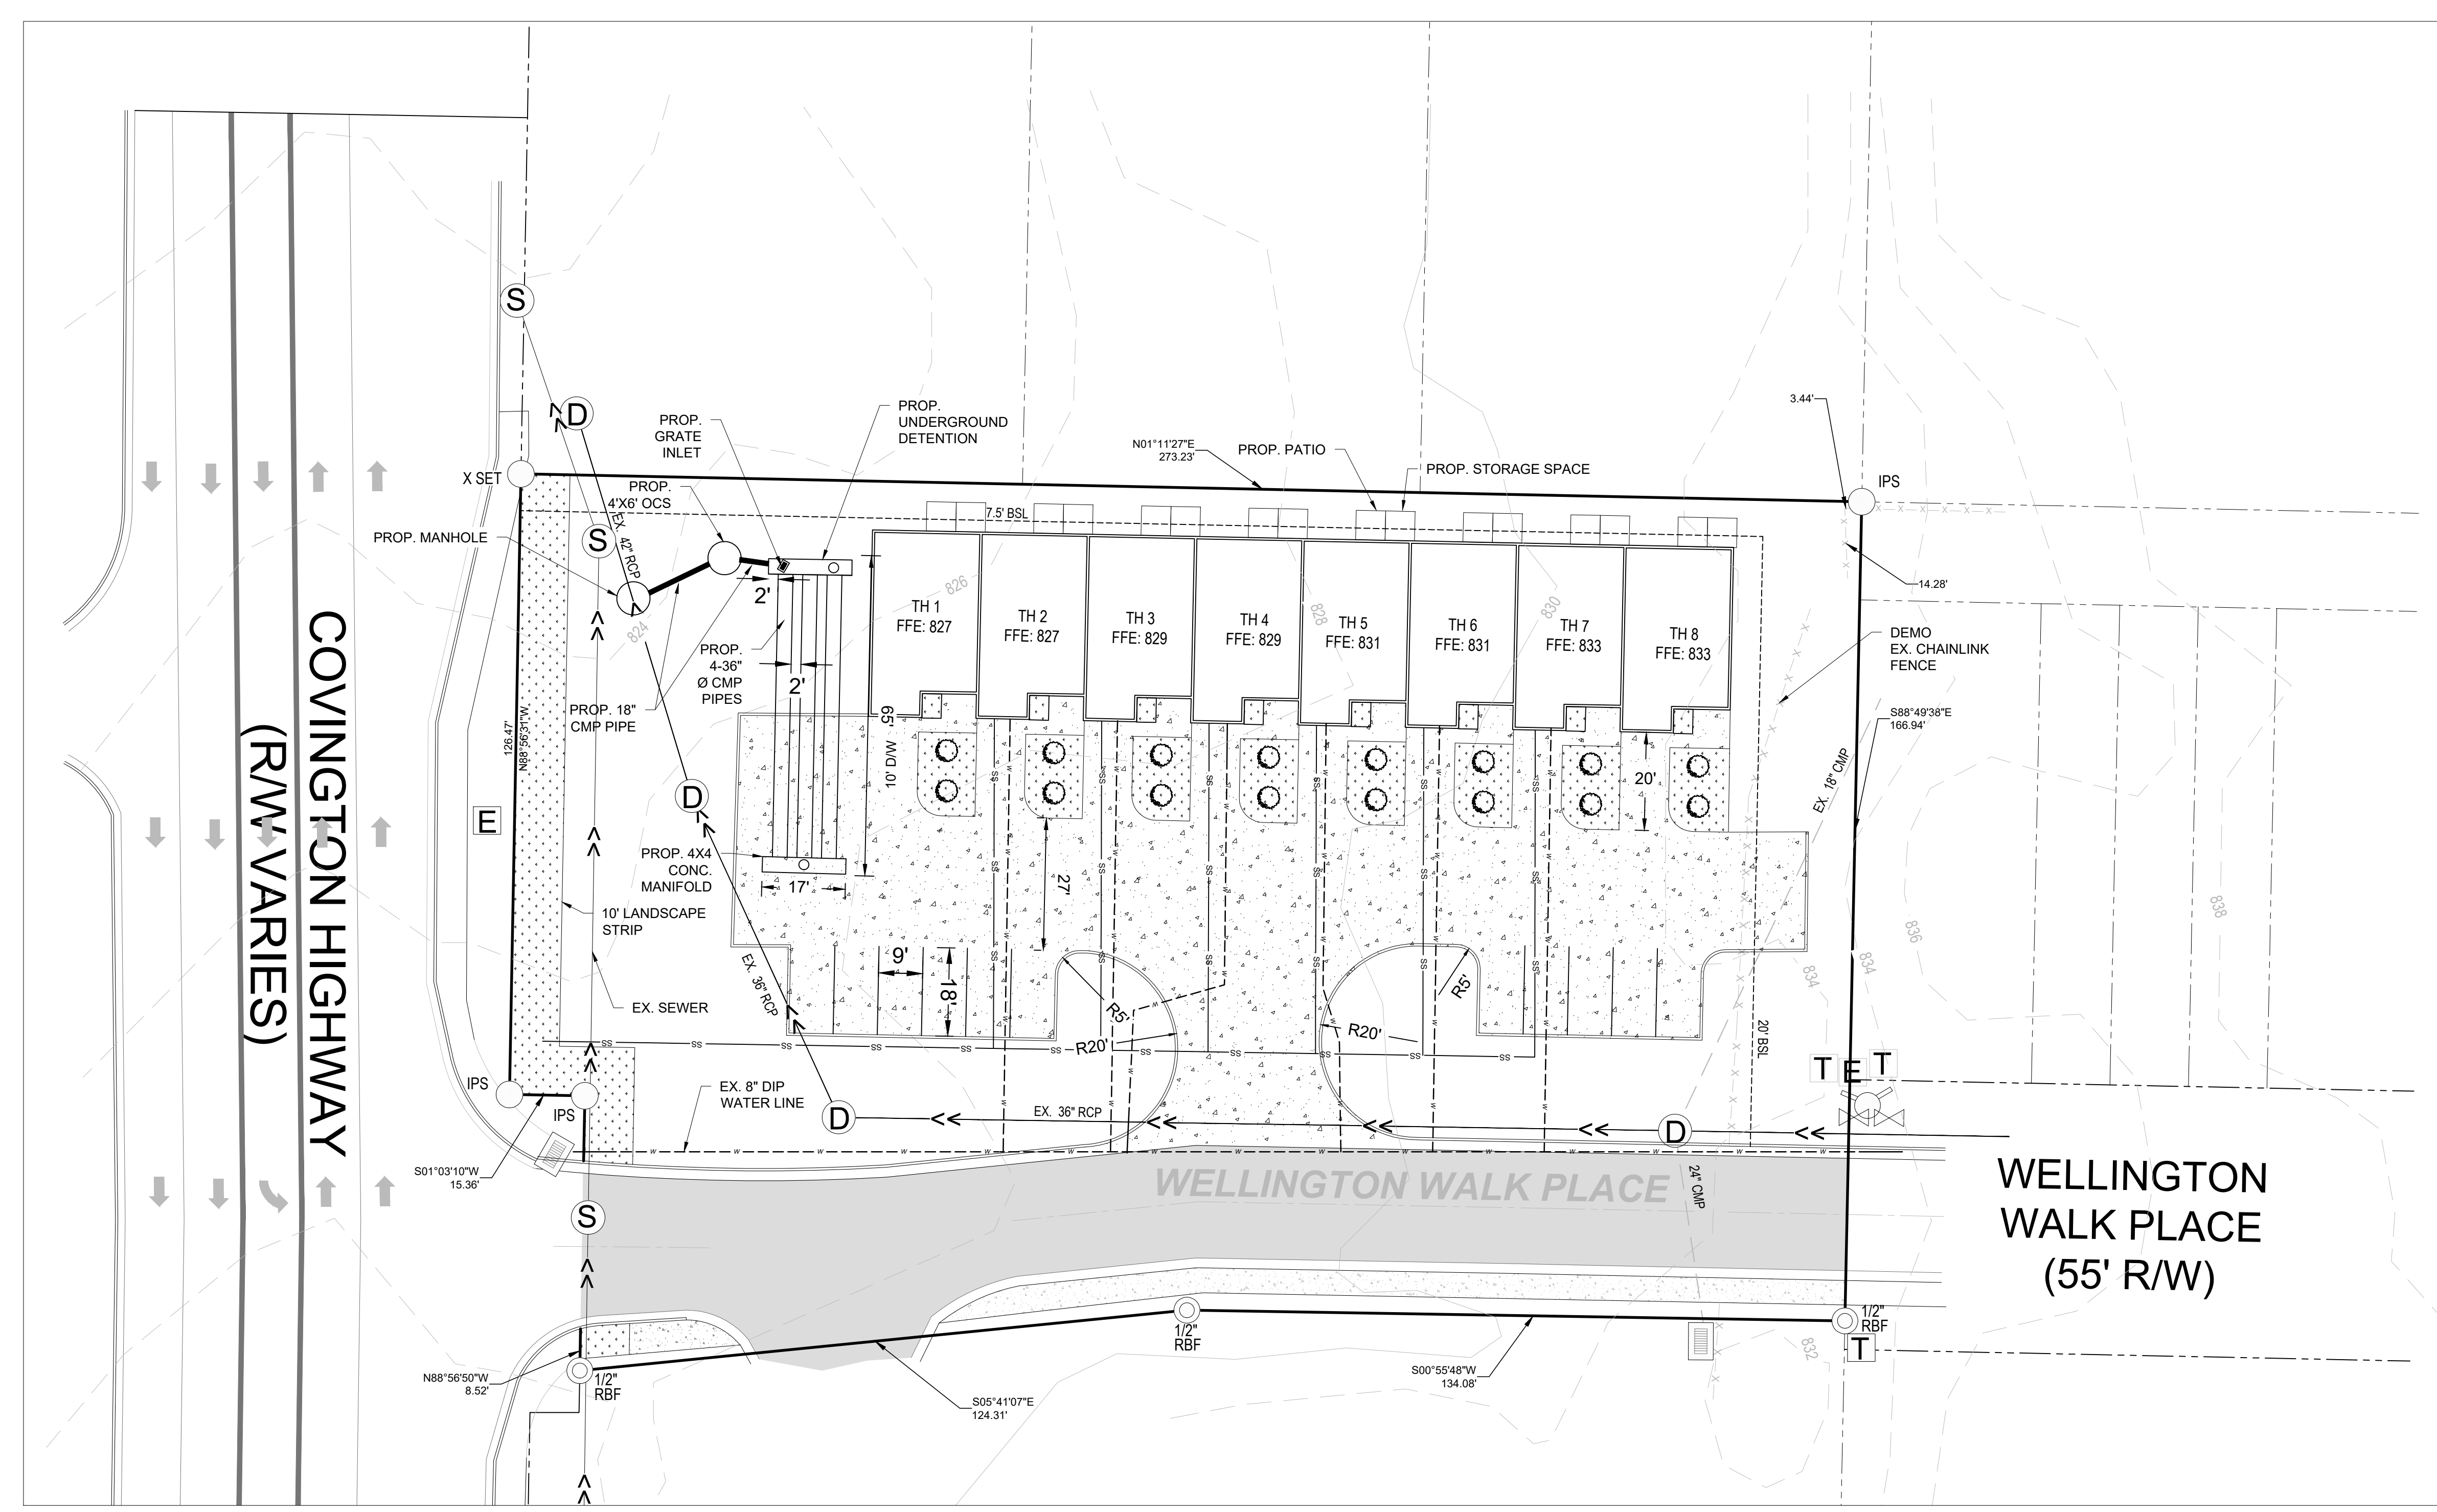 S
D
X SET
PROP. MANHOLE
PROP.
GRATE
INLET
PROP.
UNDERGROUND
DETENTION
PROP.
4'X6' OCS
EX. 42" RCP
S
N01°11'27"E
273.23'
PROP. PATIO
PROP. STORAGE SPACE
3.44'
IPS
7.5' BSL
14.28'
2'
824
826
828
830
TH 1
FFE: 827
TH 2
FFE: 827
TH 3
FFE: 829
TH 4
FFE: 829
TH 5
FFE: 831
TH 6
FFE: 831
TH 7
FFE: 833
TH 8
FFE: 833
DEMO
EX. CHAINLINK
FENCE
PROP.
4-36"
Ø CMP
PIPES
2'
PROP. 18"
CMP PIPE
65'
10' D/W
126.47'
N88°56'31"W
COVINGTON HIGHWAY
(R/W VARIES)
E
D
S88°49'38"E
166.94'
EX. 18" CMP
20'
PROP. 4X4
CONC.
MANIFOLD
17'
27'
10' LANDSCAPE
STRIP
EX. SEWER
EX. 36" RCP
9'
18'
R5'
R20'
R20'
R5'
834
834
836
838
20' BSL
SS
W
X
IPS
IPS
EX. 8" DIP
WATER LINE
D
EX. 36" RCP
D
T
E
T
S01°03'10"W
15.36'
S
WELLINGTON WALK PLACE
24" CMP
WELLINGTON
WALK PLACE
(55' R/W)
1/2"
RBF
1/2"
RBF
T
832
N88°56'50"W
8.52'
1/2"
RBF
S05°41'07"E
124.31'
S00°55'48"W
134.08'